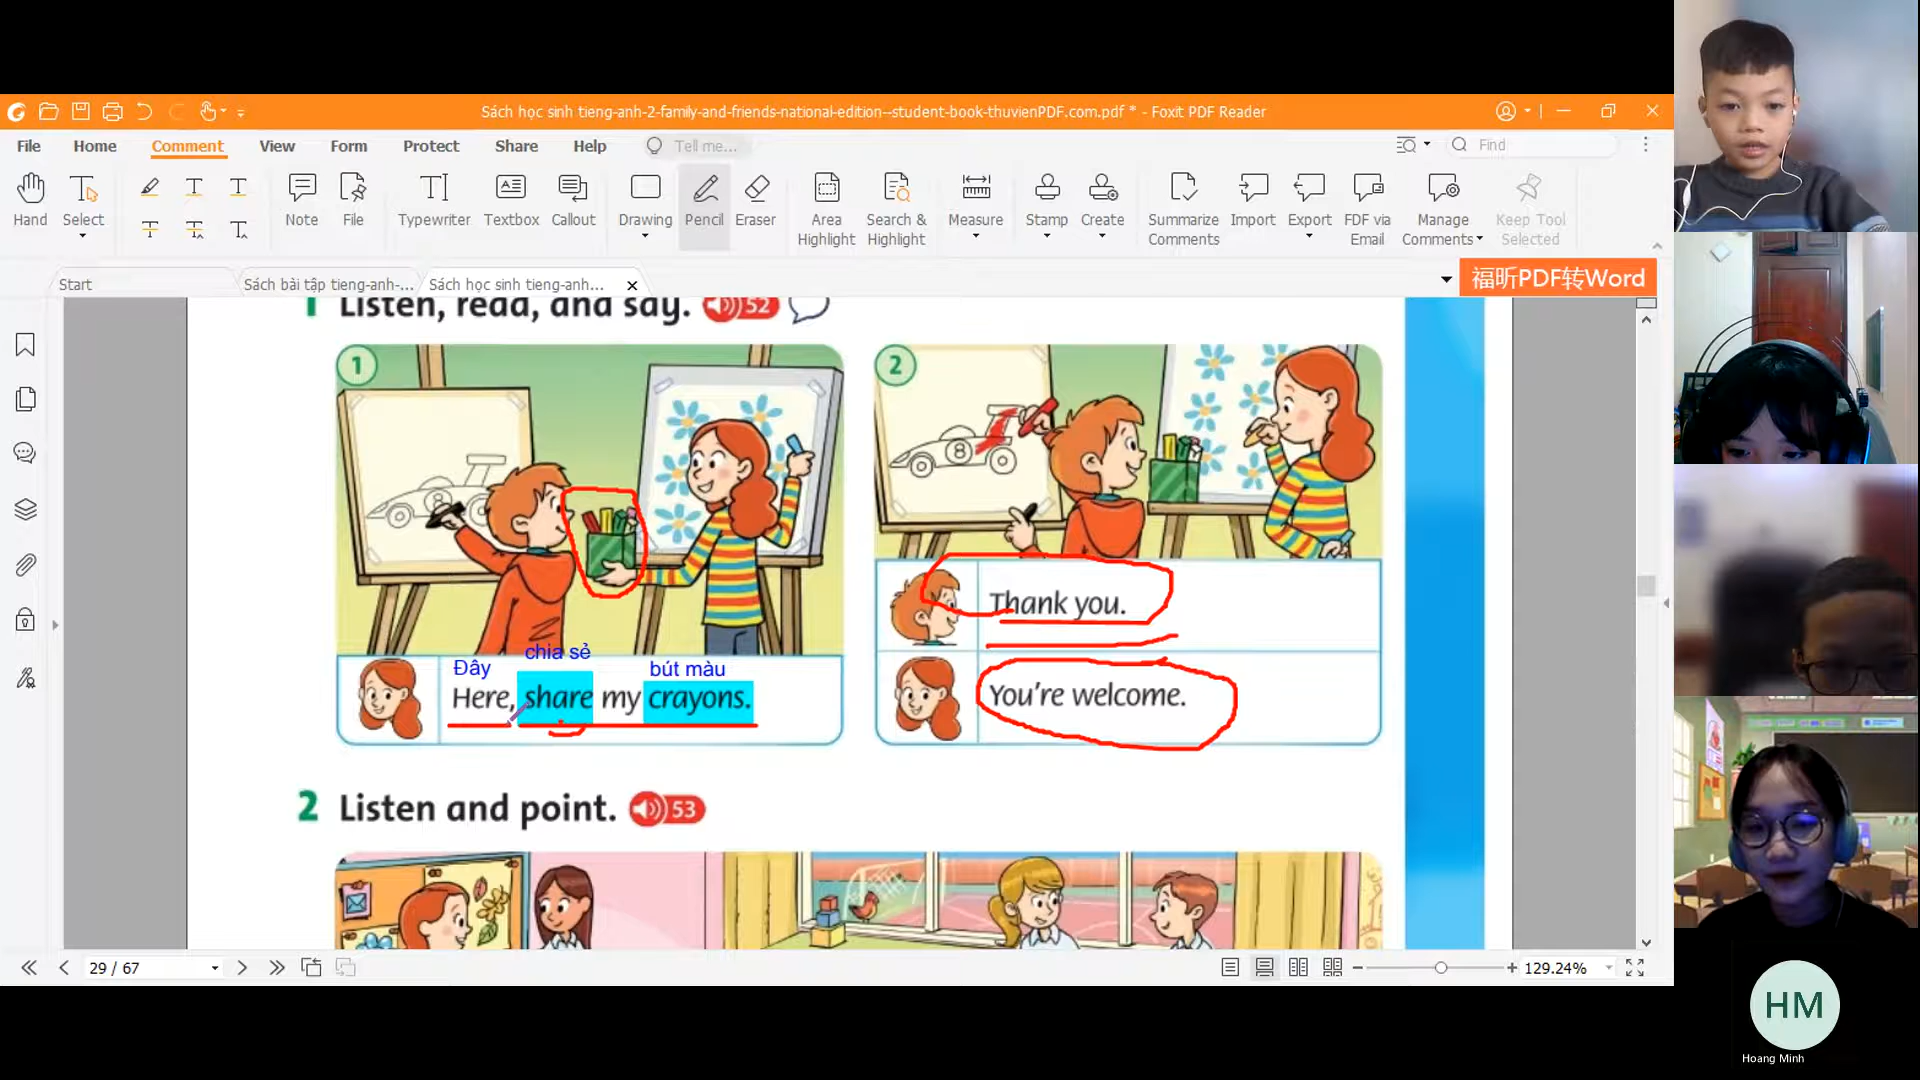 Sách học sinh tieng-anh-2-family-and-friends-national-edition--student-book-thuvienPDF.com.pdf * - Foxit PDF Reader
File Home Comment View Form Protect Share Help Tell me... Find
Hand Select Note File Typewriter Textbox Callout Drawing Pencil Eraser Area Highlight Search & Highlight Measure Stamp Create Summarize Comments Import Export FDF via Email Manage Comments Keep Tool Selected
Start Sách bài tập tieng-anh-... Sách học sinh tieng-anh... 福昕PDF转Word
1 Listen, read, and say. 52
1
2
8
8
Thank you.
chia sẻ
Đây bút màu
Here, share my crayons.
You're welcome.
2 Listen and point. 53
29 / 67 129.24%
HM
Hoang Minh